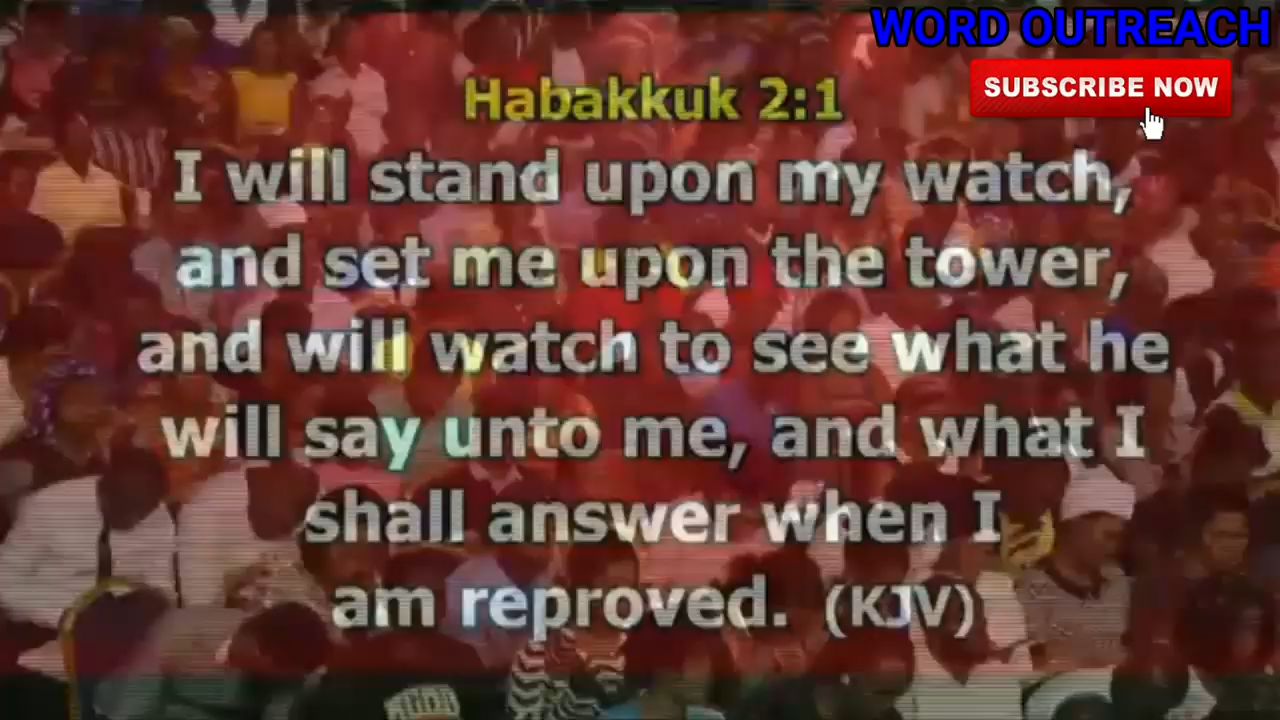 WORD OUTREACH
SUBSCRIBE NOW
Habakkuk 2:1
I will stand upon my watch,
and set me upon the tower,
and will watch to see what he
will say unto me, and what I
shall answer when I
am reproved. (KJV)